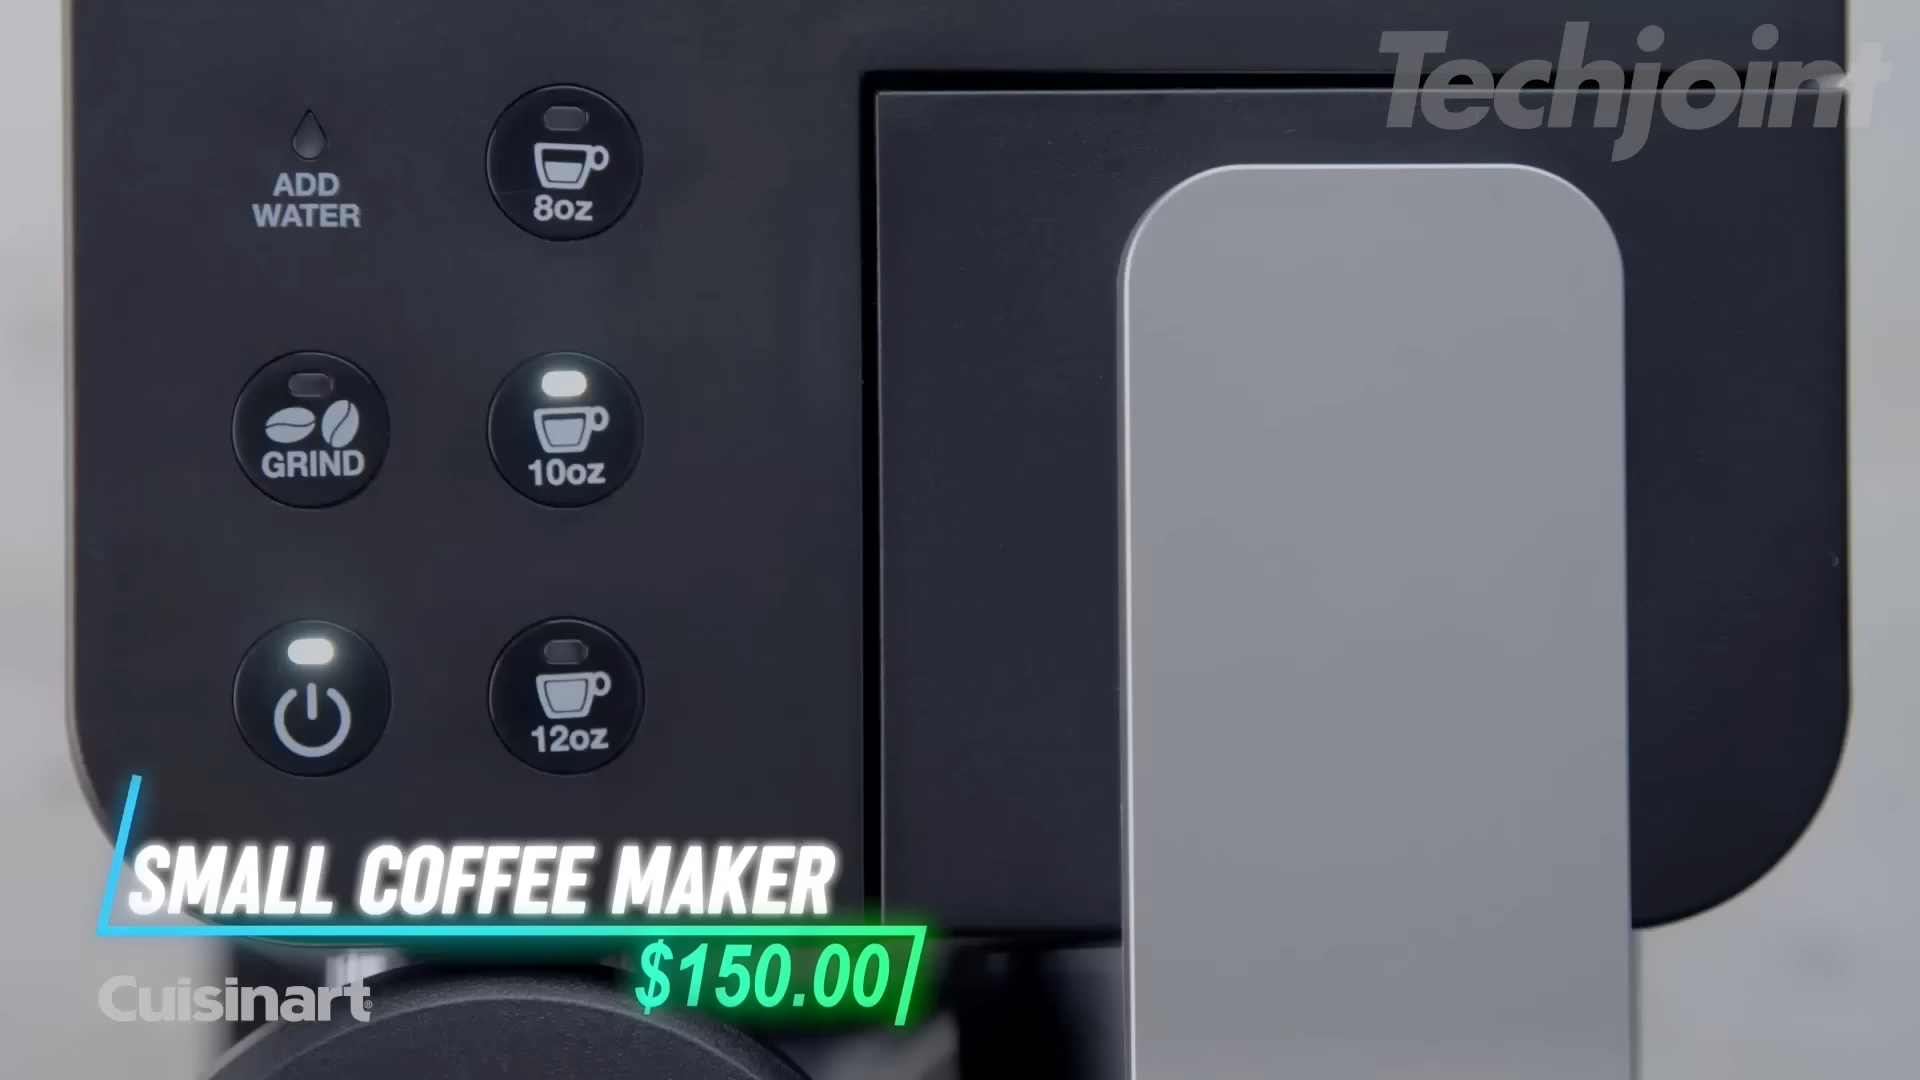 Techjoint
ADD
WATER
8oz
GRIND
10oz
12oz
SMALL COFFEE MAKER
$150.00
Cuisinart®